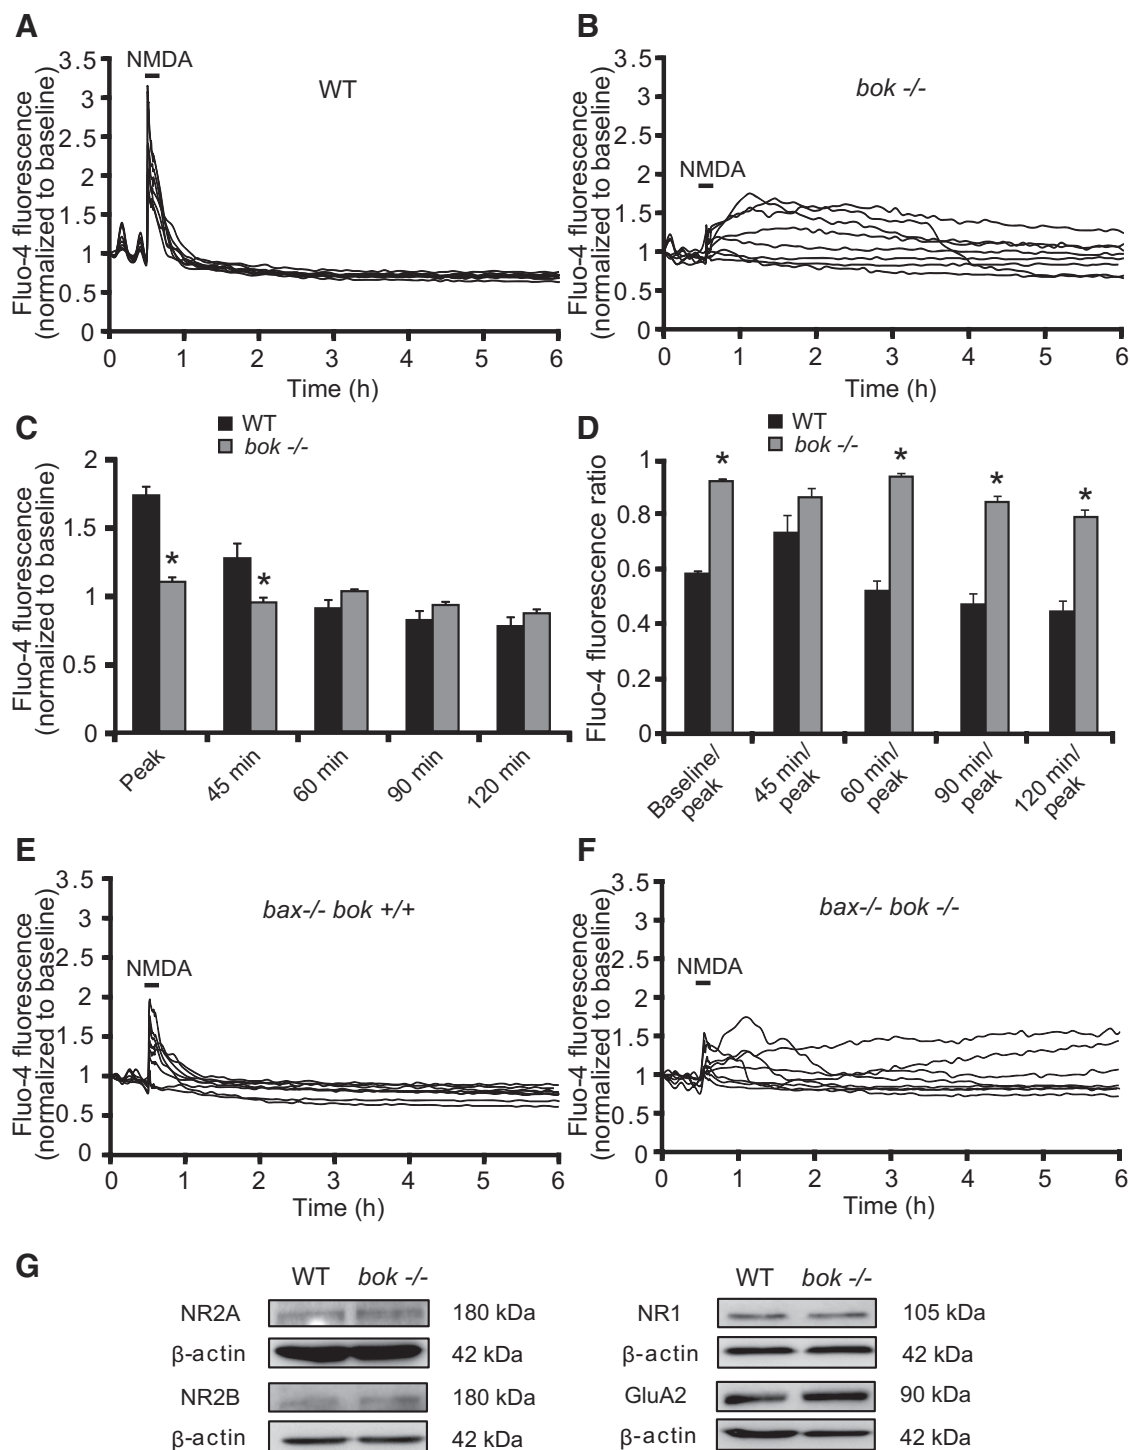 A
Fluo-4 fluorescence
(normalized to baseline)
3.5
3
2.5
2
1.5
1
0.5
0
NMDA
WT
0 1 2 3 4 5 6
Time (h)
B
Fluo-4 fluorescence
(normalized to baseline)
3.5
3
2.5
2
1.5
1
0.5
0
NMDA
bok -/-
0 1 2 3 4 5 6
Time (h)
C
WT
bok -/-
Fluo-4 fluorescence
(normalized to baseline)
2
1.5
1
0.5
0
*
*
Peak
45 min
60 min
90 min
120 min
D
WT
bok -/-
Fluo-4 fluorescence ratio
1
0.8
0.6
0.4
0.2
0
*
*
*
*
Baseline/
peak
45 min/
peak
60 min/
peak
90 min/
peak
120 min/
peak
E
Fluo-4 fluorescence
(normalized to baseline)
3.5
3
2.5
2
1.5
1
0.5
0
NMDA
bax-/- bok +/+
0 1 2 3 4 5 6
Time (h)
F
Fluo-4 fluorescence
(normalized to baseline)
3.5
3
2.5
2
1.5
1
0.5
0
NMDA
bax-/- bok -/-
0 1 2 3 4 5 6
Time (h)
G
WT bok -/-
NR2A 180 kDa
β-actin 42 kDa
NR2B 180 kDa
β-actin 42 kDa
WT bok -/-
NR1 105 kDa
β-actin 42 kDa
GluA2 90 kDa
β-actin 42 kDa